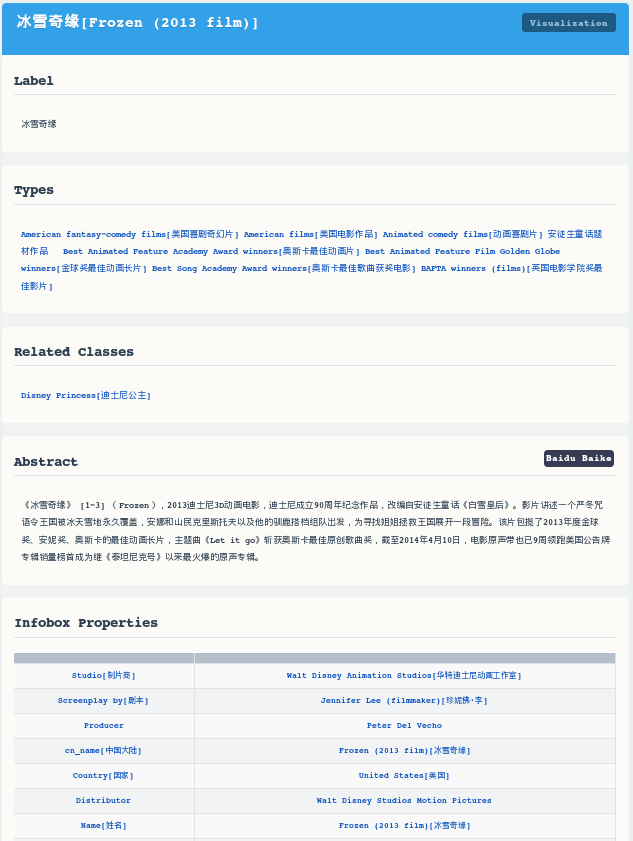 冰雪奇缘[Frozen (2013 film)]
Visualization
Label
冰雪奇缘
Types
American fantasy-comedy films[美国喜剧奇幻片] American films[美国电影作品] Animated comedy films[动画喜剧片] 安徒生童话题
材作品 Best Animated Feature Academy Award winners[奥斯卡最佳动画片] Best Animated Feature Film Golden Globe
winners[金球奖最佳动画长片] Best Song Academy Award winners[奥斯卡最佳歌曲获奖电影] BAFTA winners (films)[英国电影学院奖最
佳影片]
Related Classes
Disney Princess[迪士尼公主]
Abstract
Baidu Baike
《冰雪奇缘》 [1-3] （Frozen），2013迪士尼3D动画电影，迪士尼成立90周年纪念作品，改编自安徒生童话《白雪皇后》。影片讲述一个严冬咒
语令王国被冰天雪地永久覆盖，安娜和山民克里斯托夫以及他的驯鹿搭档组队出发，为寻找姐姐拯救王国展开一段冒险。该片包揽了2013年度金球
奖、安妮奖、奥斯卡的最佳动画长片，主题曲《Let it go》斩获奥斯卡最佳原创歌曲奖，截至2014年4月10日，电影原声带也已9周领跑美国公告牌
专辑销量榜首成为继《泰坦尼克号》以来最火爆的原声专辑。
Infobox Properties
Studio[制片商] Walt Disney Animation Studios[华特迪士尼动画工作室]
Screenplay by[剧本] Jennifer Lee (filmmaker)[珍妮佛·李]
Producer Peter Del Vecho
cn_name[中国大陆] Frozen (2013 film)[冰雪奇缘]
Country[国家] United States[美国]
Distributor Walt Disney Studios Motion Pictures
Name[姓名] Frozen (2013 film)[冰雪奇缘]